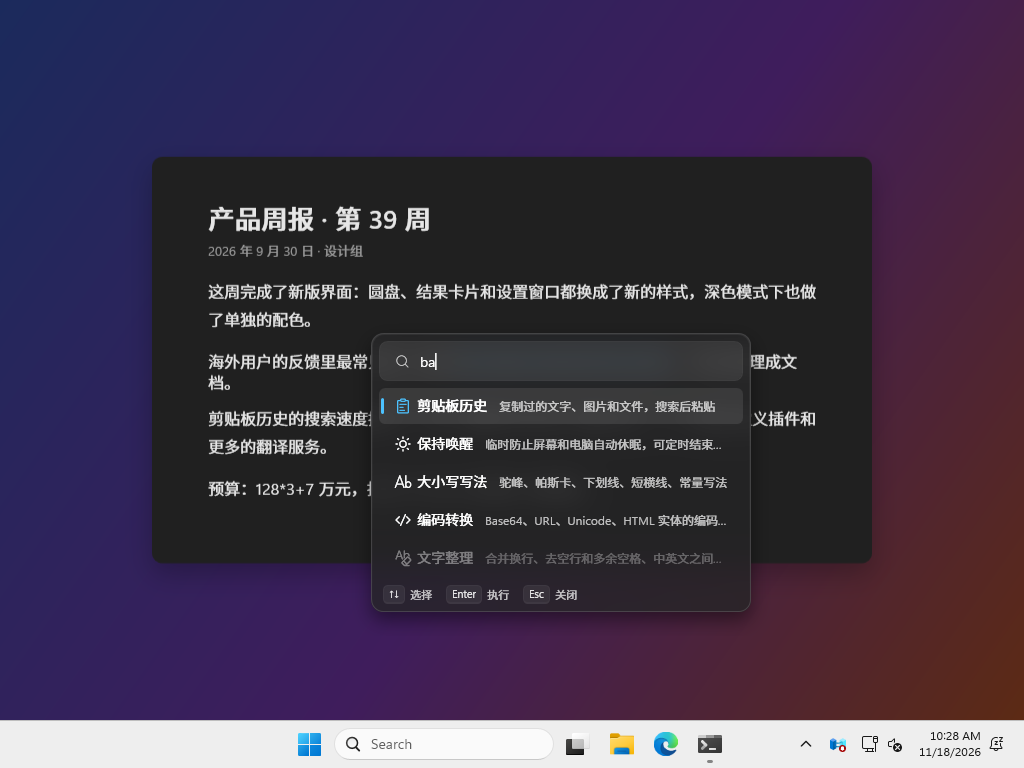 产品周报 · 第 39 周
2026 年 9 月 30 日 · 设计组
这周完成了新版界面：圆盘、结果卡片和设置窗口都换成了新的样式，深色模式下也做
了单独的配色。
海外用户的反馈里最常
理成文
档。
剪贴板历史的搜索速度
义插件和
更多的翻译服务。
预算：128*3+7 万元，
ba
剪贴板历史 复制过的文字、图片和文件，搜索后粘贴
保持唤醒 临时防止屏幕和电脑自动休眠，可定时结束...
Ab 大小写写法 驼峰、帕斯卡、下划线、短横线、常量写法
编码转换 Base64、URL、Unicode、HTML 实体的编码...
文字整理 合并换行、去空行和多余空格、中英文之间...
↑↓ 选择 Enter 执行 Esc 关闭
Search
10:28 AM
11/18/2026